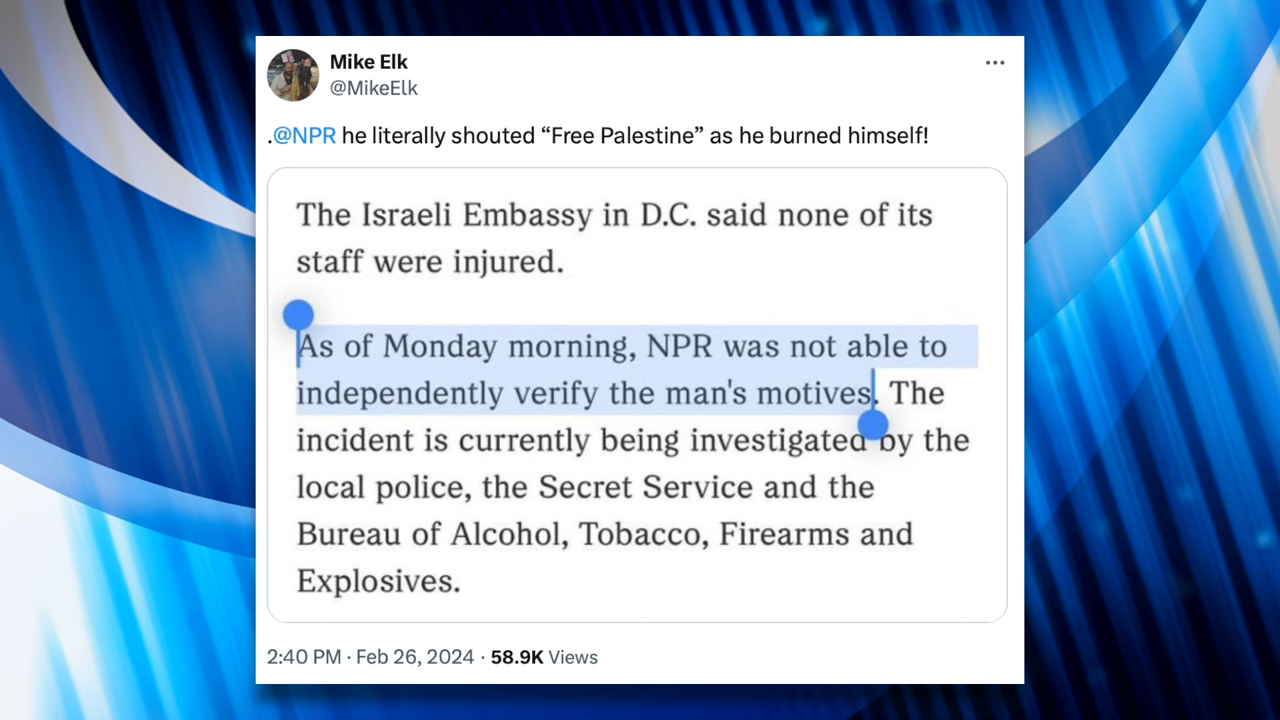 Mike Elk
@MikeElk
.@NPR he literally shouted “Free Palestine” as he burned himself!
The Israeli Embassy in D.C. said none of its
staff were injured.
As of Monday morning, NPR was not able to
independently verify the man's motives. The
incident is currently being investigated by the
local police, the Secret Service and the
Bureau of Alcohol, Tobacco, Firearms and
Explosives.
2:40 PM · Feb 26, 2024 · 58.9K Views